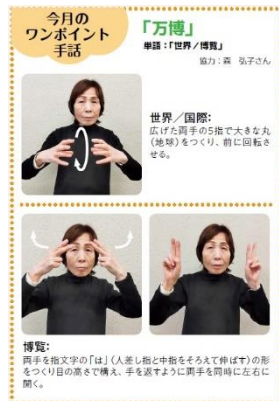 今月の
ワンポイント
手話
「万博」
単語:「世界/博覧」
協力:森 弘子さん
世界/国際:
広げた両手の5指で大きな丸
(地球)をつくり、前に回転さ
せる。
博覧:
両手を指文字の「は」(人差し指と中指をそろえて伸ばす)の形
をつくり目の高さで構え、手を返すように両手を同時に左右に
開く。